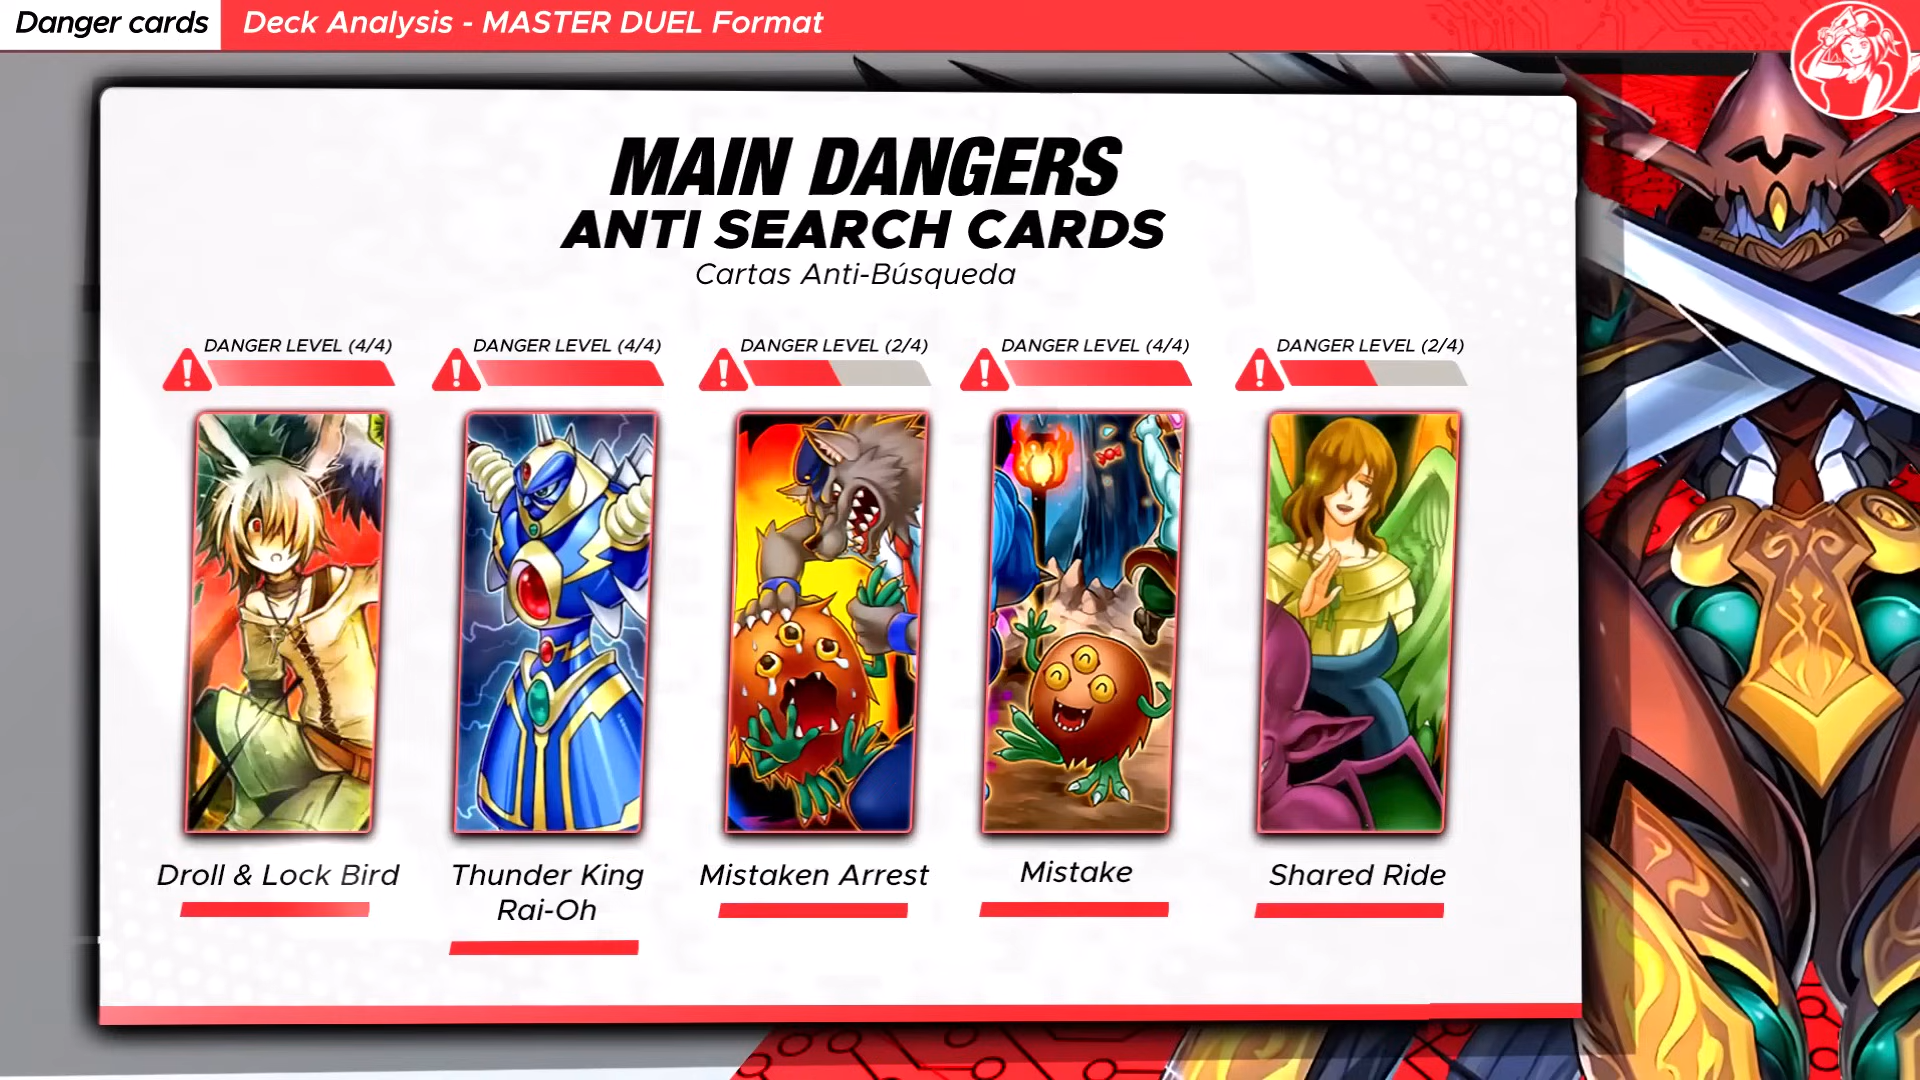 Danger cards
Deck Analysis - MASTER DUEL Format
MAIN DANGERS
ANTI SEARCH CARDS
Cartas Anti-Búsqueda
DANGER LEVEL (4/4)
DANGER LEVEL (4/4)
DANGER LEVEL (2/4)
DANGER LEVEL (4/4)
DANGER LEVEL (2/4)
Droll & Lock Bird
Thunder King
Rai-Oh
Mistaken Arrest
Mistake
Shared Ride